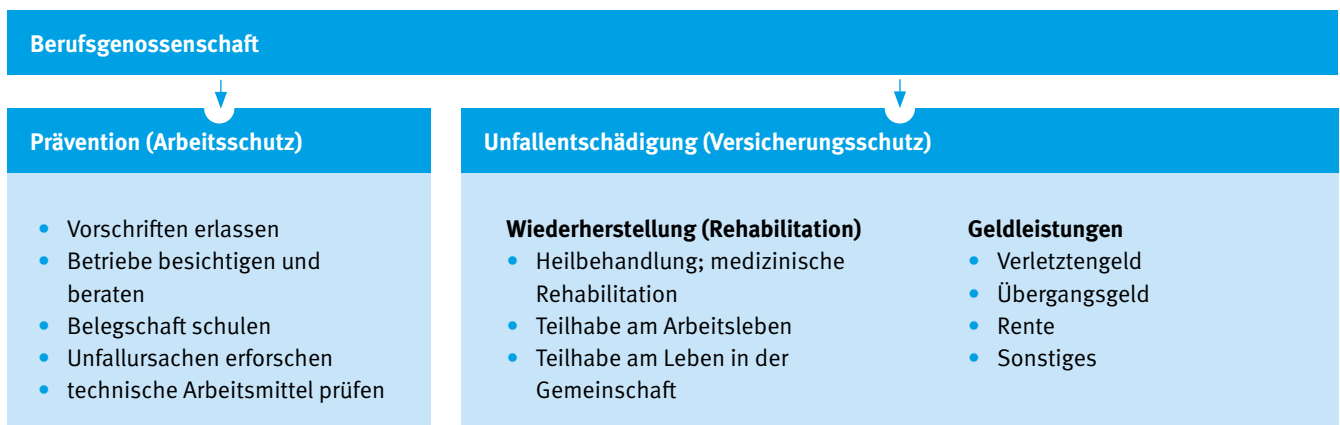 Berufsgenossenschaft
Prävention (Arbeitsschutz)
• Vorschriften erlassen
• Betriebe besichtigen und
beraten
• Belegschaft schulen
• Unfallursachen erforschen
• technische Arbeitsmittel prüfen
Unfallentschädigung (Versicherungsschutz)
Wiederherstellung (Rehabilitation)
• Heilbehandlung; medizinische
Rehabilitation
• Teilhabe am Arbeitsleben
• Teilhabe am Leben in der
Gemeinschaft
Geldleistungen
• Verletztengeld
• Übergangsgeld
• Rente
• Sonstiges